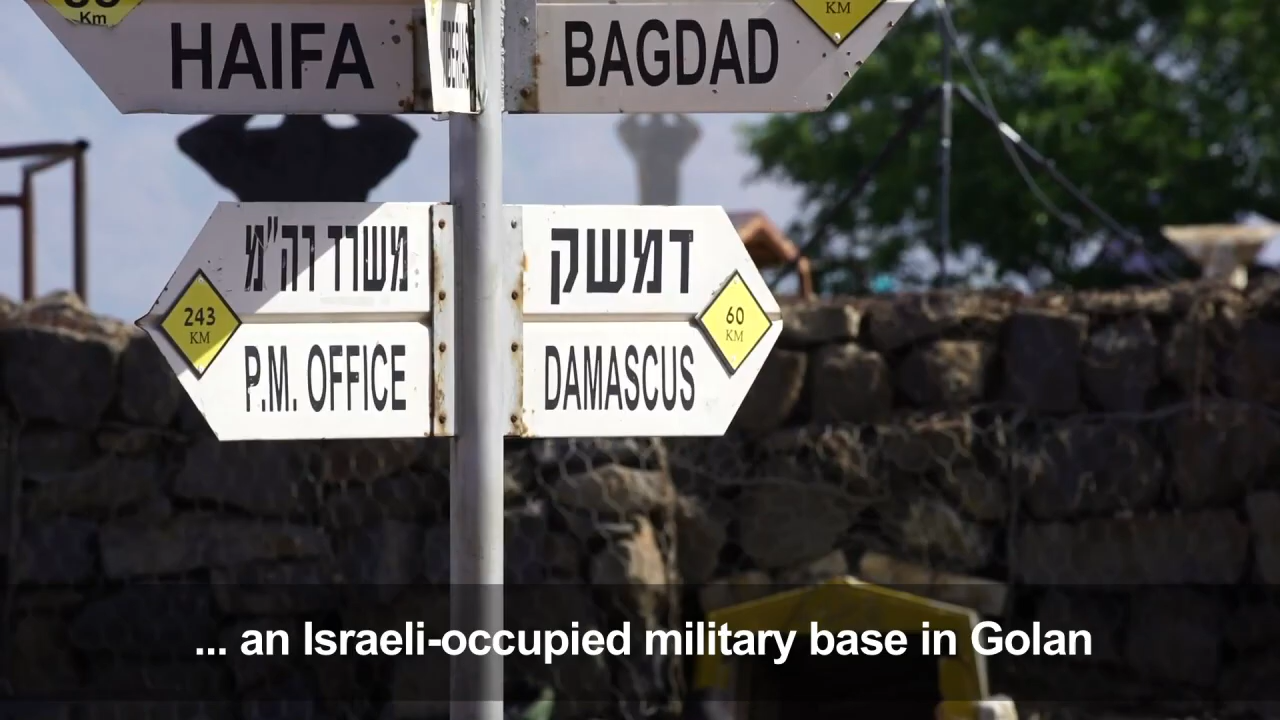 Km
KM
HAIFA
BAGDAD
משרד רה״מ
דמשק
243
KM
60
KM
P.M. OFFICE
DAMASCUS
... an Israeli-occupied military base in Golan